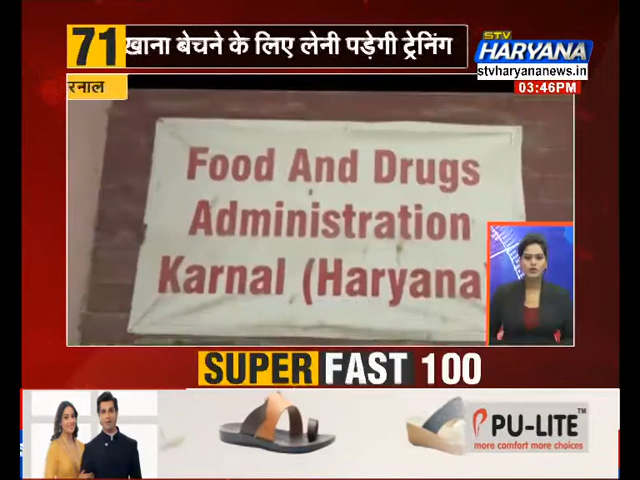 71 खाना बेचने के लिए लेनी पड़ेगी ट्रेनिंग
STV
HARYANA
stvharyananews.in
03:46PM
रनाल
Food And Drugs
Administration
Karnal (Haryana
SUPER FAST 100
PU-LITE™
more comfort more choices